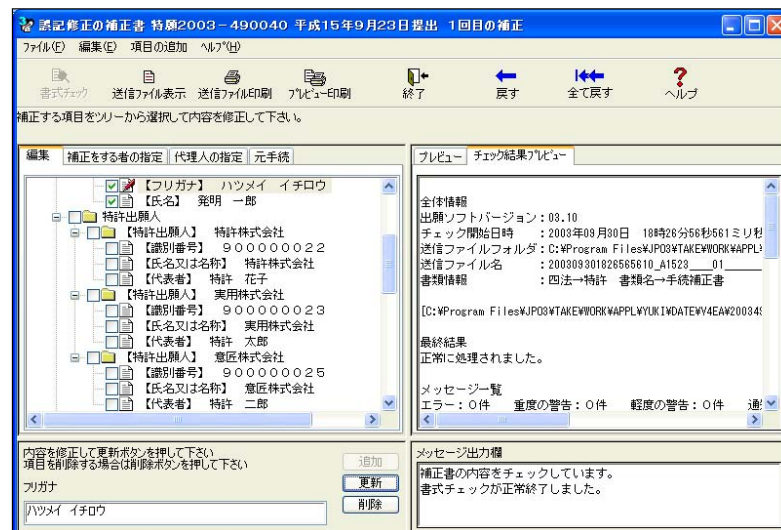 誤記修正の補正書 特願2003-490040 平成15年9月23日提出 1回目の補正
ファイル(F) 編集(E) 項目の追加 ヘルプ(H)
書式チェック 送信ファイル表示 送信ファイル印刷 プレビュー印刷 終了 戻す 全て戻す ヘルプ
補正する項目をツリーから選択して内容を修正して下さい。
編集 補正をする者の指定 代理人の指定 元手続
【フリガナ】 ハツメイ イチロウ
【氏名】 発明 一郎
特許出願人
【特許出願人】 特許株式会社
【識別番号】 900000022
【氏名又は名称】 特許株式会社
【代表者】 特許 花子
【特許出願人】 実用株式会社
【識別番号】 900000023
【氏名又は名称】 実用株式会社
【代表者】 特許 太郎
【特許出願人】 意匠株式会社
【識別番号】 900000025
【氏名又は名称】 意匠株式会社
【代表者】 特許 二郎
プレビュー チェック結果プレビュー
全体情報
出願ソフトバージョン:03.10
チェック開始日時 :2003年09月30日 18時26分56秒561ミリ秒
送信ファイルフォルダ:C:¥Program Files¥JPO3¥TAKE¥WORK¥APPL¥
送信ファイル名 :200309301826565610_A1523____01_
書類情報 :四法→特許 書類名→手続補正書
[C:¥Program Files¥JPO3¥TAKE¥WORK¥APPL¥YUKI¥DATE¥V4EA¥200349
最終結果
正常に処理されました。
メッセージ一覧
エラー:0件 重度の警告:0件 軽度の警告:0件 通
内容を修正して更新ボタンを押して下さい
項目を削除する場合は削除ボタンを押して下さい
追加
更新
削除
フリガナ
ハツメイ イチロウ
メッセージ出力欄
補正書の内容をチェックしています。
書式チェックが正常終了しました。